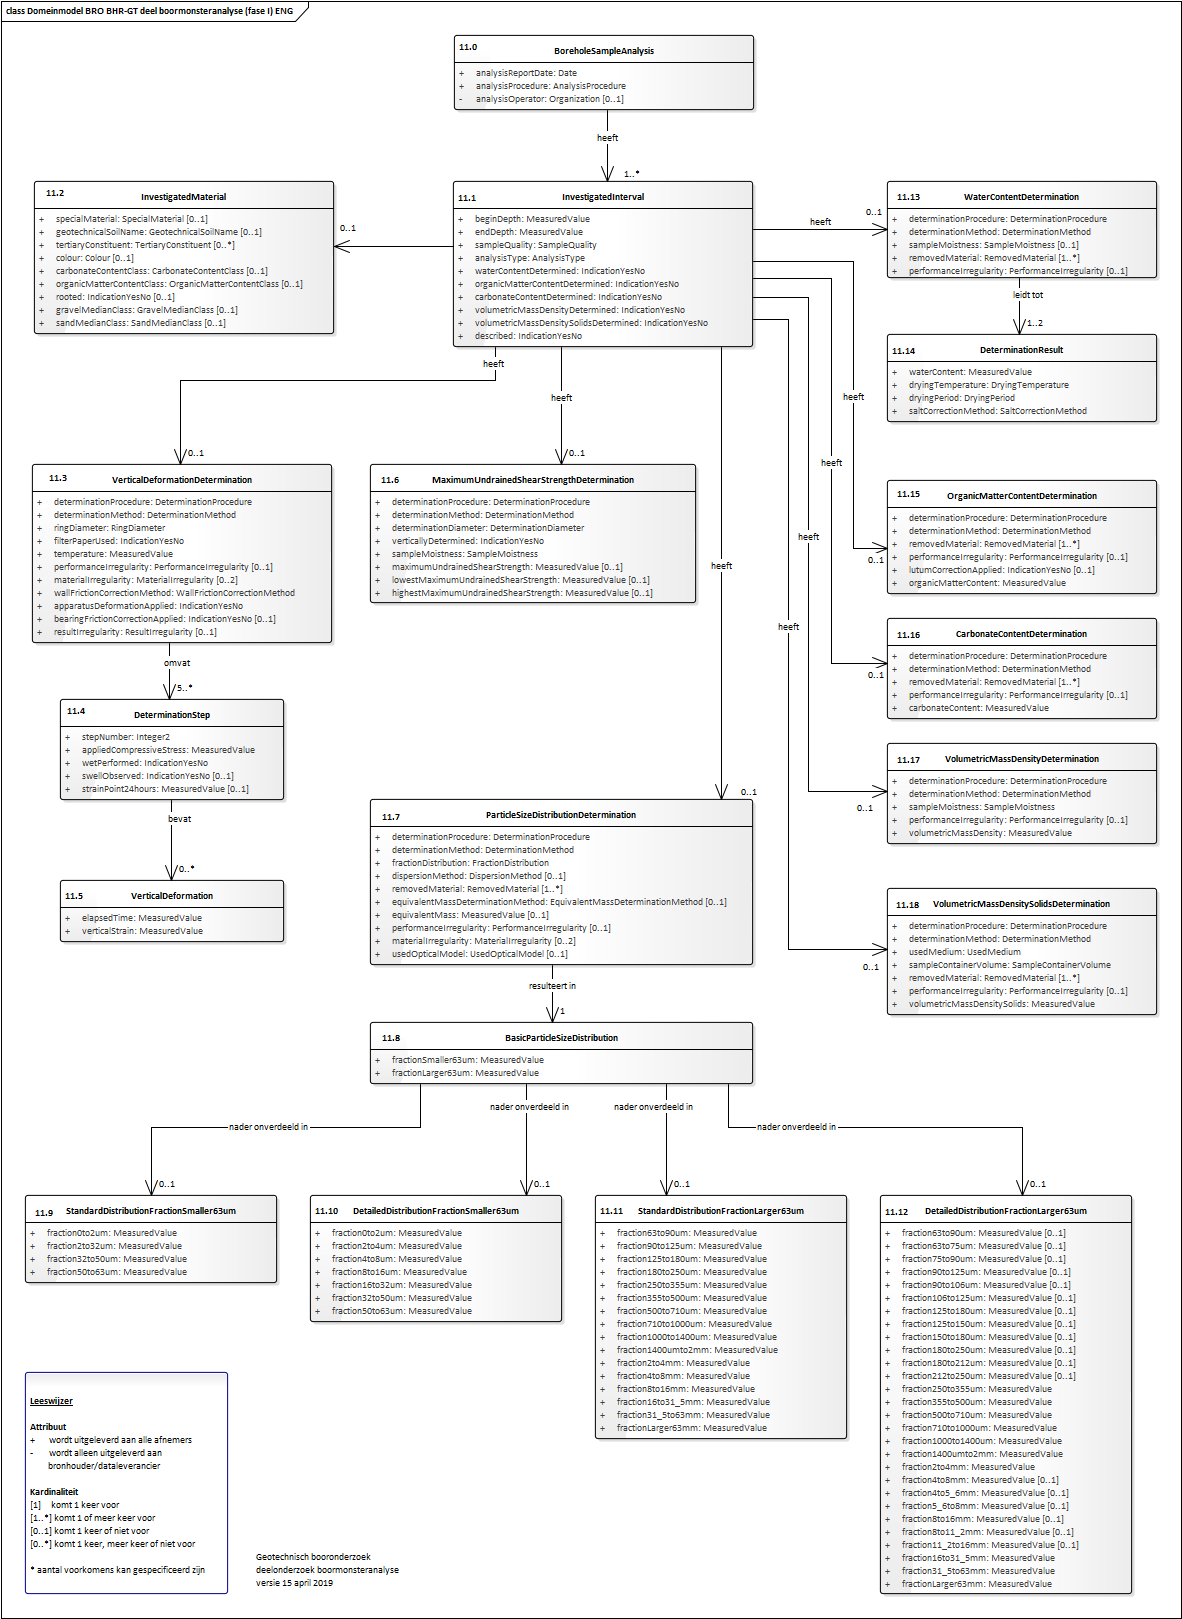 class Domeinmodel BRO BHR-GT deel boormonsteranalyse (fase I) ENG
11.0 BoreholeSampleAnalysis
+ analysisReportDate: Date
+ analysisProcedure: AnalysisProcedure
- analysisOperator: Organization [0..1]
heeft
1..*
11.2 InvestigatedMaterial
+ specialMaterial: SpecialMaterial [0..1]
+ geotechnicalSoilName: GeotechnicalSoilName [0..1]
+ tertiaryConstituent: TertiaryConstituent [0..*]
+ colour: Colour [0..1]
+ carbonateContentClass: CarbonateContentClass [0..1]
+ organicMatterContentClass: OrganicMatterContentClass [0..1]
+ rooted: IndicationYesNo [0..1]
+ gravelMedianClass: GravelMedianClass [0..1]
+ sandMedianClass: SandMedianClass [0..1]
0..1
11.1 InvestigatedInterval
+ beginDepth: MeasuredValue
+ endDepth: MeasuredValue
+ sampleQuality: SampleQuality
+ analysisType: AnalysisType
+ waterContentDetermined: IndicationYesNo
+ organicMatterContentDetermined: IndicationYesNo
+ carbonateContentDetermined: IndicationYesNo
+ volumetricMassDensityDetermined: IndicationYesNo
+ volumetricMassDensitySolidsDetermined: IndicationYesNo
+ described: IndicationYesNo
heeft
0..1
11.13 WaterContentDetermination
+ determinationProcedure: DeterminationProcedure
+ determinationMethod: DeterminationMethod
+ sampleMoistness: SampleMoistness [0..1]
+ removedMaterial: RemovedMaterial [1..*]
+ performanceIrregularity: PerformanceIrregularity [0..1]
leidt tot
1..2
11.14 DeterminationResult
+ waterContent: MeasuredValue
+ dryingTemperature: DryingTemperature
+ dryingPeriod: DryingPeriod
+ saltCorrectionMethod: SaltCorrectionMethod
heeft
0..1
heeft
0..1
heeft
0..1
11.3 VerticalDeformationDetermination
+ determinationProcedure: DeterminationProcedure
+ determinationMethod: DeterminationMethod
+ ringDiameter: RingDiameter
+ filterPaperUsed: IndicationYesNo
+ temperature: MeasuredValue
+ performanceIrregularity: PerformanceIrregularity [0..1]
+ materialIrregularity: MaterialIrregularity [0..2]
+ wallFrictionCorrectionMethod: WallFrictionCorrectionMethod
+ apparatusDeformationApplied: IndicationYesNo
+ bearingFrictionCorrectionApplied: IndicationYesNo [0..1]
+ resultIrregularity: ResultIrregularity [0..1]
11.6 MaximumUndrainedShearStrengthDetermination
+ determinationProcedure: DeterminationProcedure
+ determinationMethod: DeterminationMethod
+ determinationDiameter: DeterminationDiameter
+ verticallyDetermined: IndicationYesNo
+ sampleMoistness: SampleMoistness
+ maximumUndrainedShearStrength: MeasuredValue [0..1]
+ lowestMaximumUndrainedShearStrength: MeasuredValue [0..1]
+ highestMaximumUndrainedShearStrength: MeasuredValue [0..1]
11.15 OrganicMatterContentDetermination
+ determinationProcedure: DeterminationProcedure
+ determinationMethod: DeterminationMethod
+ removedMaterial: RemovedMaterial [1..*]
+ performanceIrregularity: PerformanceIrregularity [0..1]
+ lutumCorrectionApplied: IndicationYesNo [0..1]
+ organicMatterContent: MeasuredValue
heeft
0..1
11.16 CarbonateContentDetermination
+ determinationProcedure: DeterminationProcedure
+ determinationMethod: DeterminationMethod
+ removedMaterial: RemovedMaterial [1..*]
+ performanceIrregularity: PerformanceIrregularity [0..1]
+ carbonateContent: MeasuredValue
heeft
0..1
11.17 VolumetricMassDensityDetermination
+ determinationProcedure: DeterminationProcedure
+ determinationMethod: DeterminationMethod
+ sampleMoistness: SampleMoistness
+ performanceIrregularity: PerformanceIrregularity [0..1]
+ volumetricMassDensity: MeasuredValue
heeft
0..1
11.18 VolumetricMassDensitySolidsDetermination
+ determinationProcedure: DeterminationProcedure
+ determinationMethod: DeterminationMethod
+ usedMedium: UsedMedium
+ sampleContainerVolume: SampleContainerVolume
+ removedMaterial: RemovedMaterial [1..*]
+ performanceIrregularity: PerformanceIrregularity [0..1]
+ volumetricMassDensitySolids: MeasuredValue
omvat
5..*
11.4 DeterminationStep
+ stepNumber: Integer2
+ appliedCompressiveStress: MeasuredValue
+ wetPerformed: IndicationYesNo
+ swellObserved: IndicationYesNo [0..1]
+ strainPoint24hours: MeasuredValue [0..1]
bevat
0..*
11.5 VerticalDeformation
+ elapsedTime: MeasuredValue
+ verticalStrain: MeasuredValue
heeft
0..1
11.7 ParticleSizeDistributionDetermination
+ determinationProcedure: DeterminationProcedure
+ determinationMethod: DeterminationMethod
+ fractionDistribution: FractionDistribution
+ dispersionMethod: DispersionMethod [0..1]
+ removedMaterial: RemovedMaterial [1..*]
+ equivalentMassDeterminationMethod: EquivalentMassDeterminationMethod [0..1]
+ equivalentMass: MeasuredValue [0..1]
+ performanceIrregularity: PerformanceIrregularity [0..1]
+ materialIrregularity: MaterialIrregularity [0..2]
+ usedOpticalModel: UsedOpticalModel [0..1]
resulteert in
1
11.8 BasicParticleSizeDistribution
+ fractionSmaller63um: MeasuredValue
+ fractionLarger63um: MeasuredValue
nader onverdeeld in
nader onverdeeld in
nader onverdeeld in
nader onverdeeld in
0..1
0..1
0..1
0..1
11.9 StandardDistributionFractionSmaller63um
+ fraction0to2um: MeasuredValue
+ fraction2to32um: MeasuredValue
+ fraction32to50um: MeasuredValue
+ fraction50to63um: MeasuredValue
11.10 DetailedDistributionFractionSmaller63um
+ fraction0to2um: MeasuredValue
+ fraction2to4um: MeasuredValue
+ fraction4to8um: MeasuredValue
+ fraction8to16um: MeasuredValue
+ fraction16to32um: MeasuredValue
+ fraction32to50um: MeasuredValue
+ fraction50to63um: MeasuredValue
11.11 StandardDistributionFractionLarger63um
+ fraction63to90um: MeasuredValue
+ fraction90to125um: MeasuredValue
+ fraction125to180um: MeasuredValue
+ fraction180to250um: MeasuredValue
+ fraction250to355um: MeasuredValue
+ fraction355to500um: MeasuredValue
+ fraction500to710um: MeasuredValue
+ fraction710to1000um: MeasuredValue
+ fraction1000to1400um: MeasuredValue
+ fraction1400umto2mm: MeasuredValue
+ fraction2to4mm: MeasuredValue
+ fraction4to8mm: MeasuredValue
+ fraction8to16mm: MeasuredValue
+ fraction16to31_5mm: MeasuredValue
+ fraction31_5to63mm: MeasuredValue
+ fractionLarger63mm: MeasuredValue
11.12 DetailedDistributionFractionLarger63um
+ fraction63to90um: MeasuredValue [0..1]
+ fraction63to75um: MeasuredValue [0..1]
+ fraction75to90um: MeasuredValue [0..1]
+ fraction90to125um: MeasuredValue [0..1]
+ fraction90to106um: MeasuredValue [0..1]
+ fraction106to125um: MeasuredValue [0..1]
+ fraction125to180um: MeasuredValue [0..1]
+ fraction125to150um: MeasuredValue [0..1]
+ fraction150to180um: MeasuredValue [0..1]
+ fraction180to250um: MeasuredValue [0..1]
+ fraction180to212um: MeasuredValue [0..1]
+ fraction212to250um: MeasuredValue [0..1]
+ fraction250to355um: MeasuredValue
+ fraction355to500um: MeasuredValue
+ fraction500to710um: MeasuredValue
+ fraction710to1000um: MeasuredValue
+ fraction1000to1400um: MeasuredValue
+ fraction1400umto2mm: MeasuredValue
+ fraction2to4mm: MeasuredValue
+ fraction4to8mm: MeasuredValue [0..1]
+ fraction4to5_6mm: MeasuredValue [0..1]
+ fraction5_6to8mm: MeasuredValue [0..1]
+ fraction8to16mm: MeasuredValue [0..1]
+ fraction8to11_2mm: MeasuredValue [0..1]
+ fraction11_2to16mm: MeasuredValue [0..1]
+ fraction16to31_5mm: MeasuredValue
+ fraction31_5to63mm: MeasuredValue
+ fractionLarger63mm: MeasuredValue
Leeswijzer
Attribuut
+ wordt uitgeleverd aan alle afnemers
- wordt alleen uitgeleverd aan
bronhouder/dataleverancier
Kardinaliteit
[1] komt 1 keer voor
[1..*] komt 1 of meer keer voor
[0..1] komt 1 keer of niet voor
[0..*] komt 1 keer, meer keer of niet voor
* aantal voorkomens kan gespecificeerd zijn
Geotechnisch booronderzoek
deelonderzoek boormonsteranalyse
versie 15 april 2019